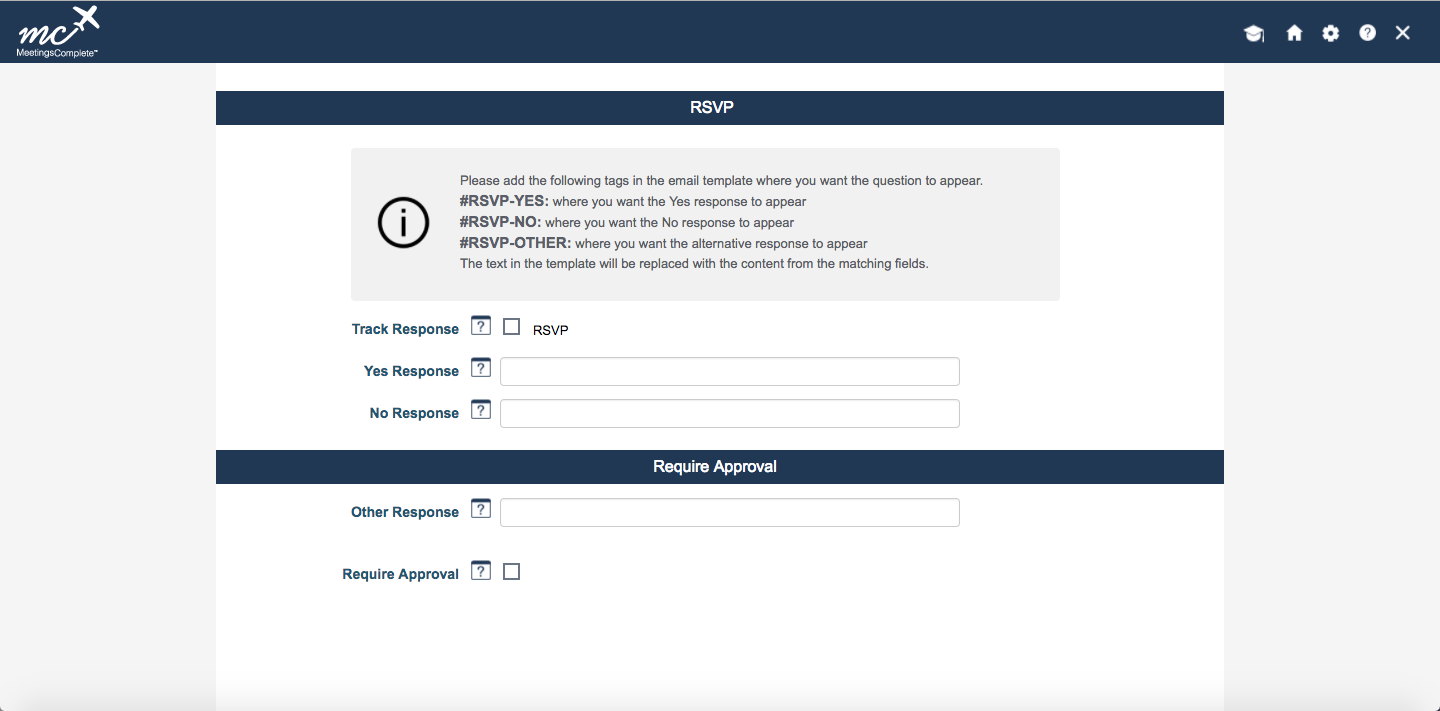 mc
MeetingsComplete™
RSVP
Please add the following tags in the email template where you want the question to appear.
#RSVP-YES: where you want the Yes response to appear
#RSVP-NO: where you want the No response to appear
#RSVP-OTHER: where you want the alternative response to appear
The text in the template will be replaced with the content from the matching fields.
Track Response ? RSVP
Yes Response ?
No Response ?
Require Approval
Other Response ?
Require Approval ?